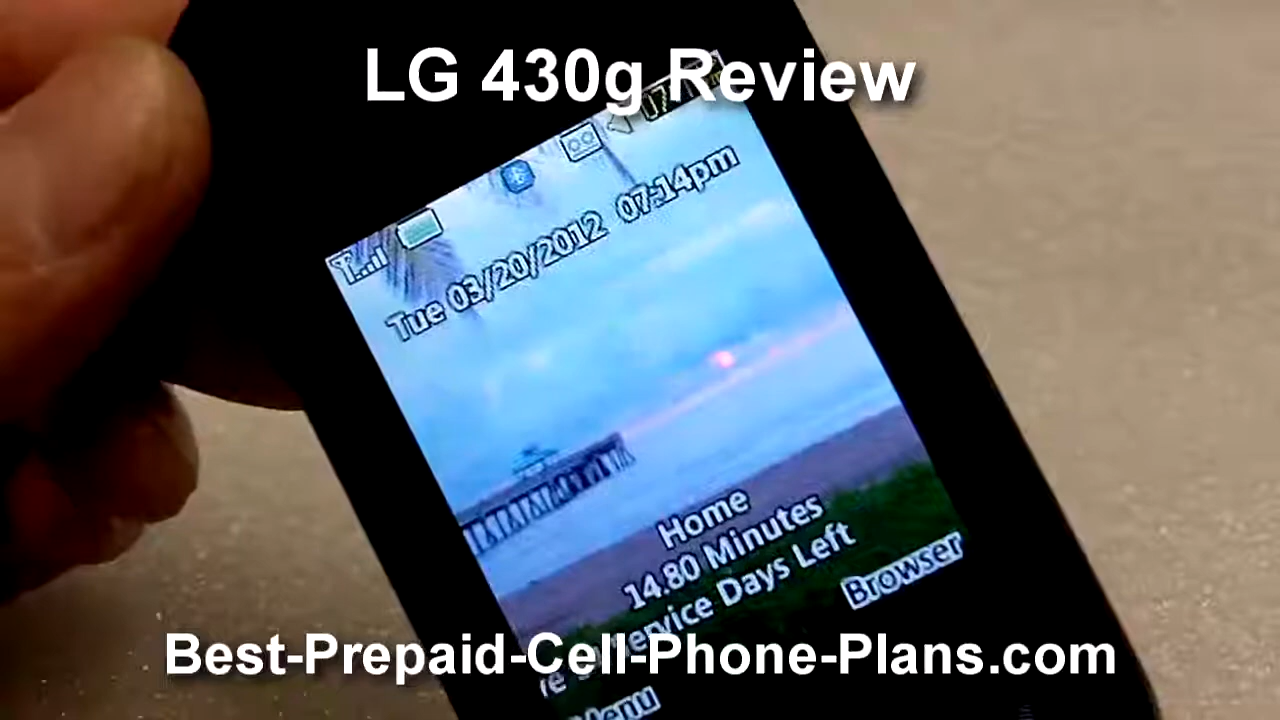 LG 430g Review
Tue 03/20/2012 07:14pm
Home
14.80 Minutes
Service Days Left
Browser
Best-Prepaid-Cell-Phone-Plans.com
Menu